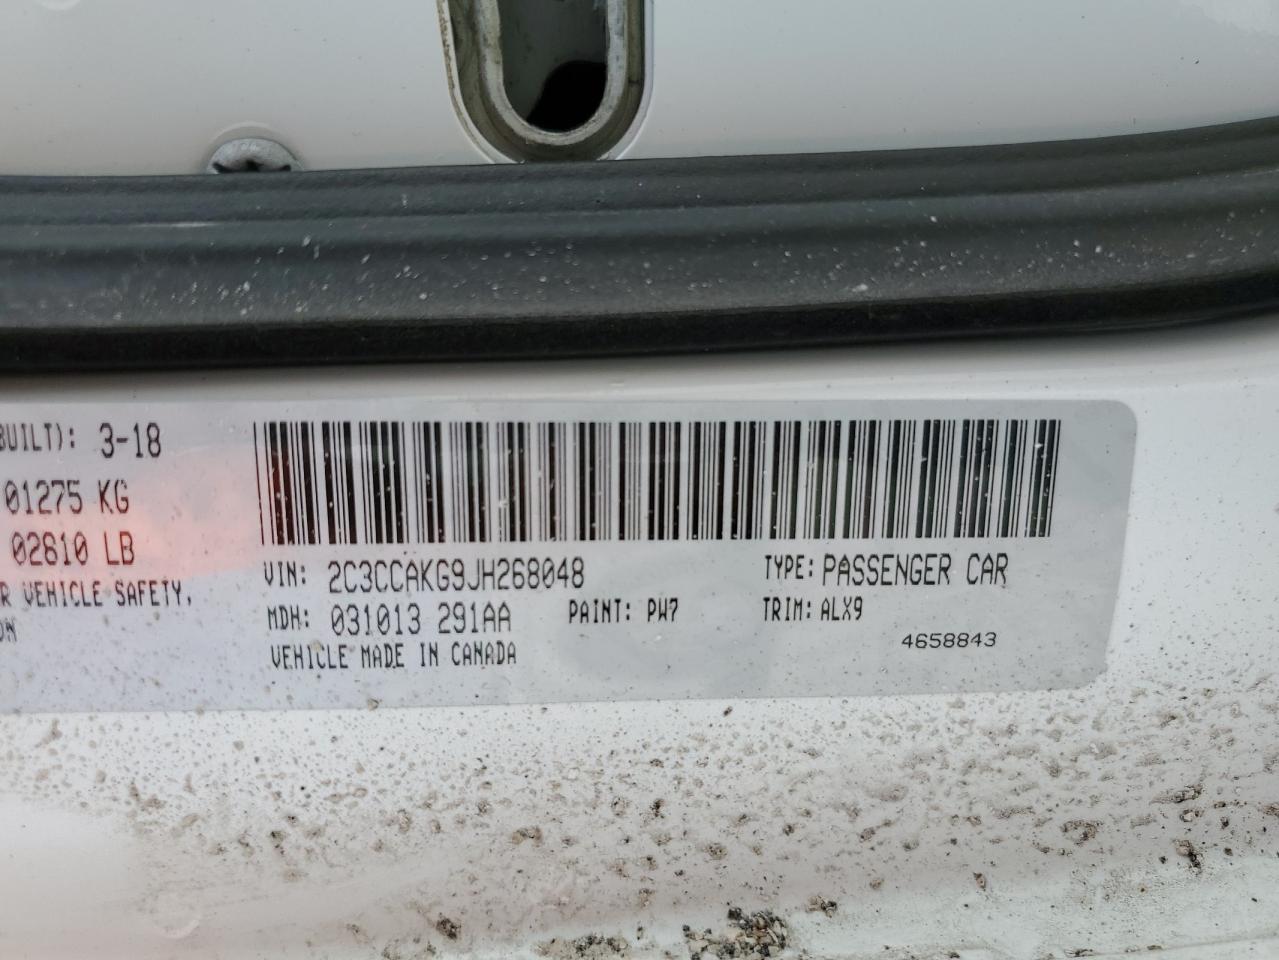 BUILT): 3-18
01275 KG
02810 LB
R VEHICLE SAFETY.
ON
VIN: 2C3CCAKG9JH268048 TYPE: PASSENGER CAR
MDH: 031013 291AA PAINT: PW7 TRIM: ALX9
VEHICLE MADE IN CANADA 4658843